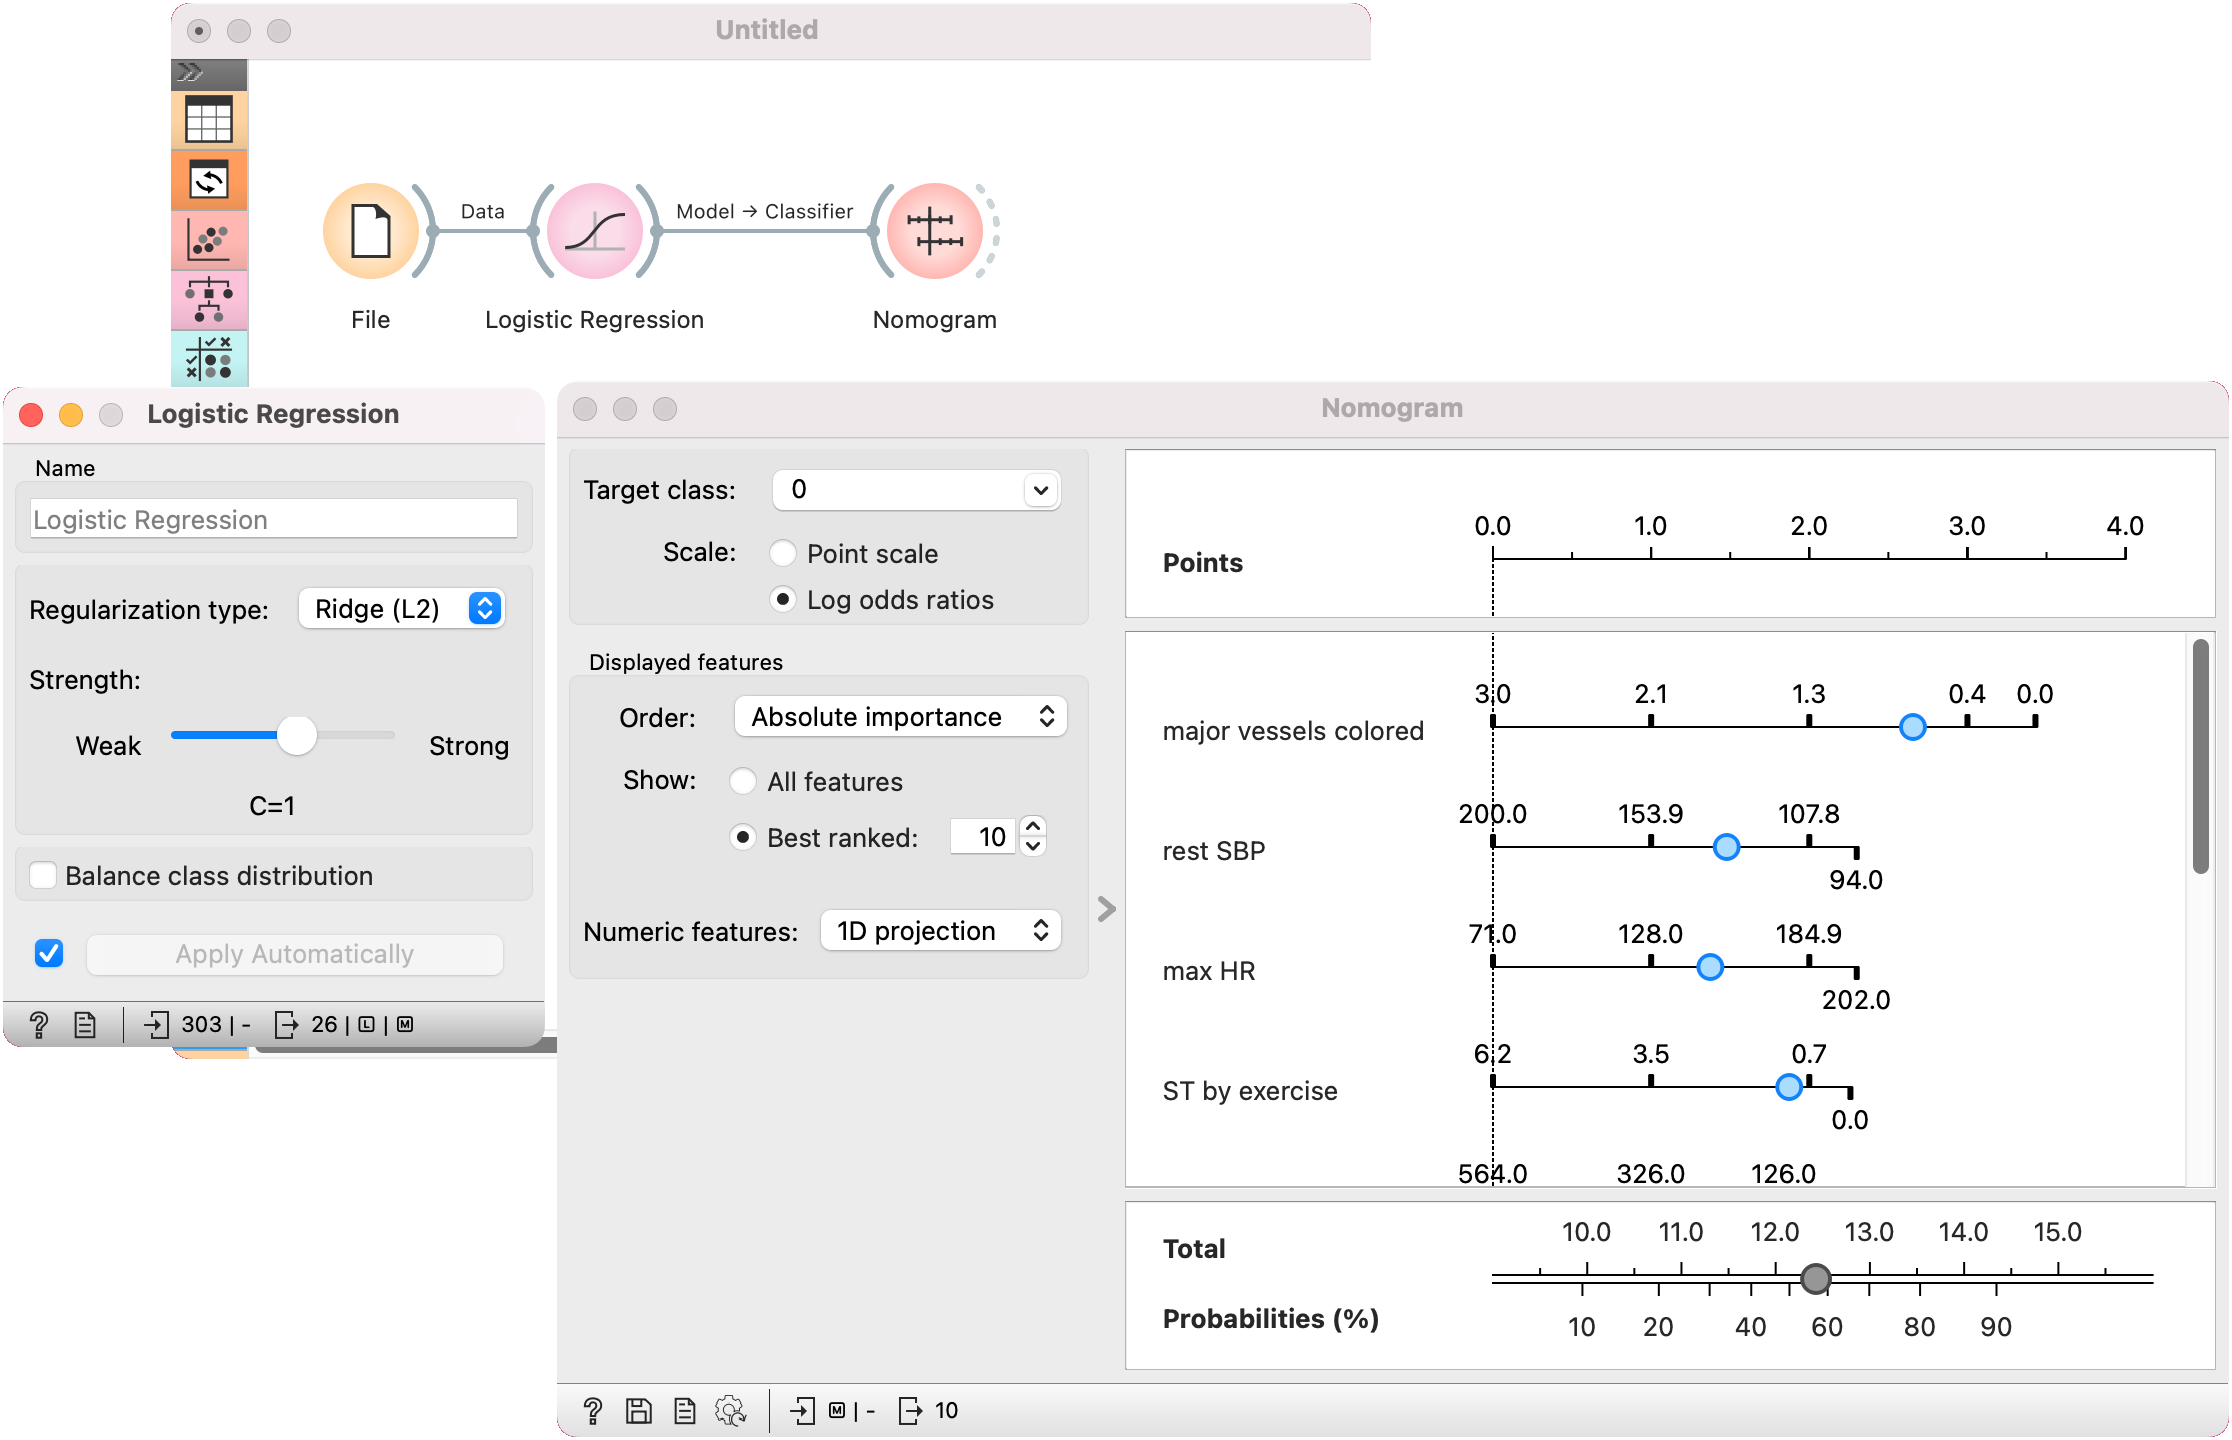 Untitled
Data
Model → Classifier
File
Logistic Regression
Nomogram
Logistic Regression
Name
Logistic Regression
Regularization type:
Ridge (L2)
Strength:
Weak
Strong
C=1
Balance class distribution
Apply Automatically
303 | -
26 | L | M
Nomogram
Target class:
0
Scale:
Point scale
Log odds ratios
Displayed features
Order:
Absolute importance
Show:
All features
Best ranked:
10
Numeric features:
1D projection
0.0 1.0 2.0 3.0 4.0
Points
3.0 2.1 1.3 0.4 0.0
major vessels colored
200.0 153.9 107.8
rest SBP
94.0
71.0 128.0 184.9
max HR
202.0
6.2 3.5 0.7
ST by exercise
0.0
564.0 326.0 126.0
10.0 11.0 12.0 13.0 14.0 15.0
Total
Probabilities (%)
10 20 40 60 80 90
M | -
10